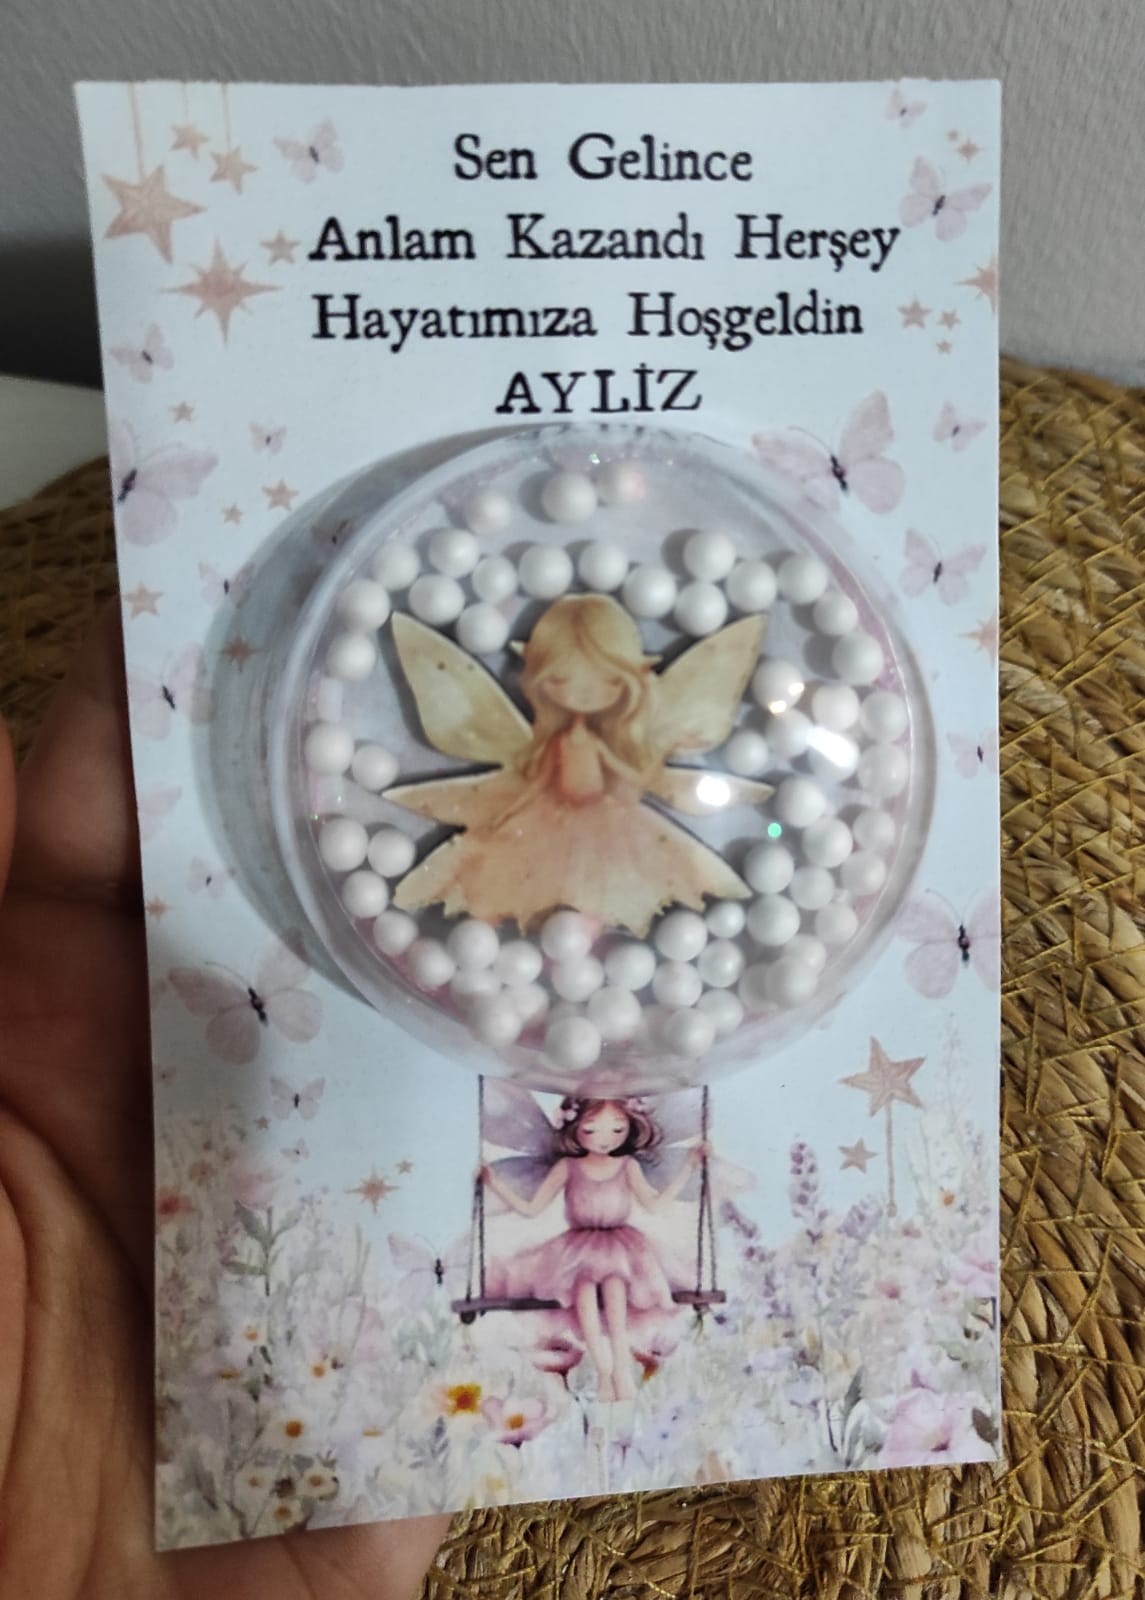 Sen Gelince
Anlam Kazandı Herşey
Hayatımıza Hoşgeldin
AYLİZ